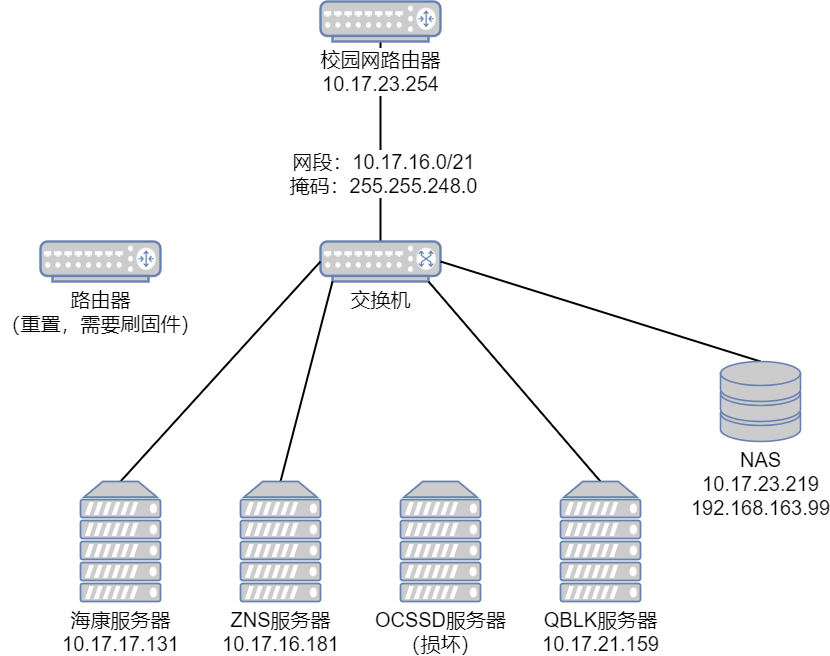 校园网路由器
10.17.23.254
网段：10.17.16.0/21
掩码：255.255.248.0
路由器
(重置，需要刷固件)
交换机
NAS
10.17.23.219
192.168.163.99
海康服务器
10.17.17.131
ZNS服务器
10.17.16.181
OCSSD服务器
(损坏)
QBLK服务器
10.17.21.159